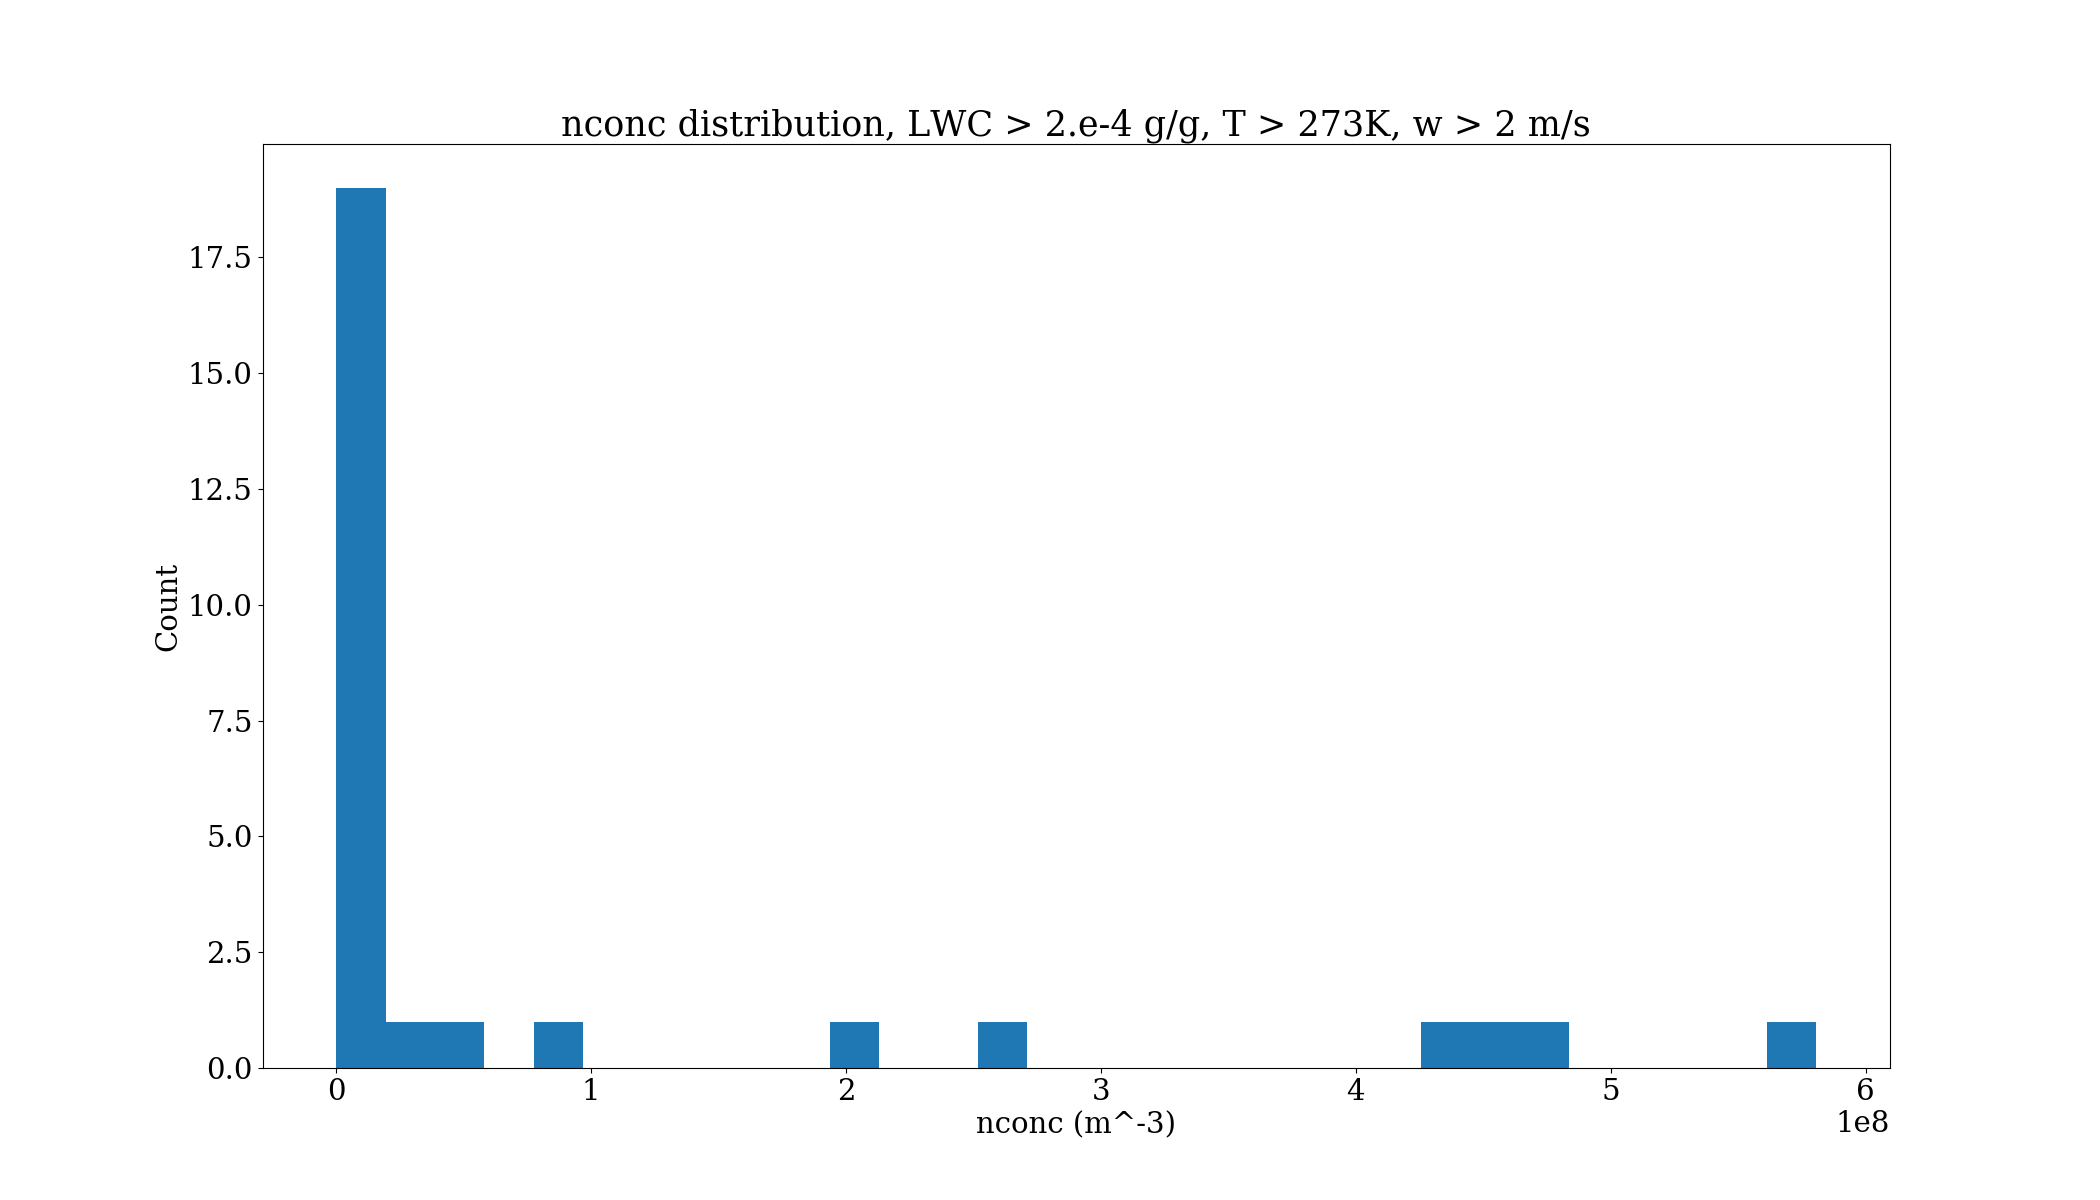 nconc distribution, LWC > 2.e-4 g/g, T > 273K, w > 2 m/s
17.5
15.0
12.5
10.0
7.5
5.0
2.5
0.0
Count
0 1 2 3 4 5 6
1e8
nconc (m^-3)